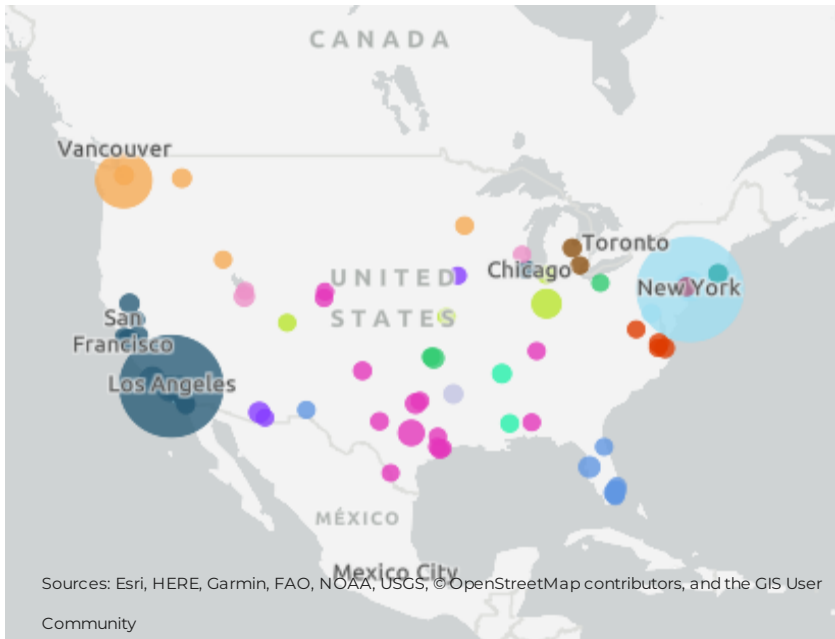 CANADA
Vancouver
Toronto
Chicago
UNITED
STATES
New York
San
Francisco
Los Angeles
MÉXICO
Mexico City
Sources: Esri, HERE, Garmin, FAO, NOAA, USGS, © OpenStreetMap contributors, and the GIS User
Community